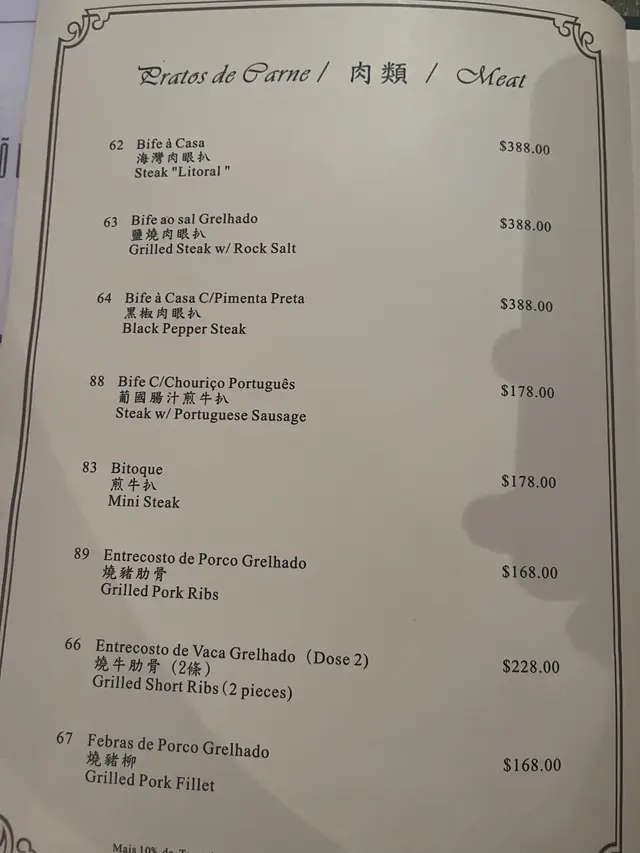 Pratos de Carne / 肉類 / Meat
62 Bife à Casa $388.00
海灣肉眼扒
Steak "Litoral "
63 Bife ao sal Grelhado $388.00
鹽燒肉眼扒
Grilled Steak w/ Rock Salt
64 Bife à Casa C/Pimenta Preta $388.00
黑椒肉眼扒
Black Pepper Steak
88 Bife C/Chouriço Português $178.00
葡國腸汁煎牛扒
Steak w/ Portuguese Sausage
83 Bitoque $178.00
煎牛扒
Mini Steak
89 Entrecosto de Porco Grelhado $168.00
燒豬肋骨
Grilled Pork Ribs
66 Entrecosto de Vaca Grelhado (Dose 2) $228.00
燒牛肋骨 (2條)
Grilled Short Ribs (2 pieces)
67 Febras de Porco Grelhado $168.00
燒豬柳
Grilled Pork Fillet
Mais 10% de